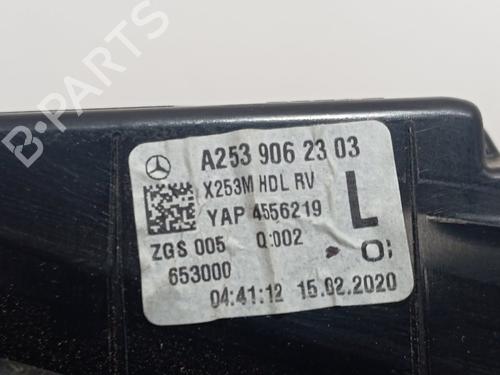 B-PARTS
A253 906 23 03
X253M HDL RV
YAP 4556219
L
ZGS 005 Q:002
653000
04:41:12 15.02.2020